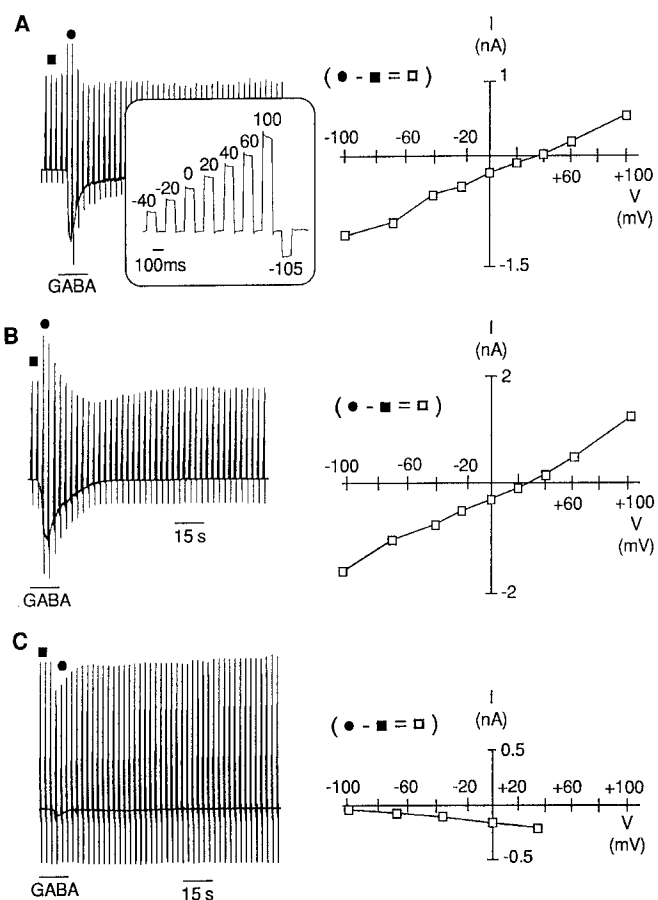 A
I
(nA)
1
( ● - ■ = □ )
-100 -60 -20
+60 +100
V
(mV)
-1.5
100
60
40
20
0
-20
-40
100ms
-105
GABA
B
I
(nA)
2
( ● - ■ = □ )
-100 -60 -20
+60 +100
V
(mV)
-2
15 s
GABA
C
I
(nA)
0.5
( ● - ■ = □ )
-100 -60 -20 +20 +60 +100
V
(mV)
-0.5
GABA
15 s